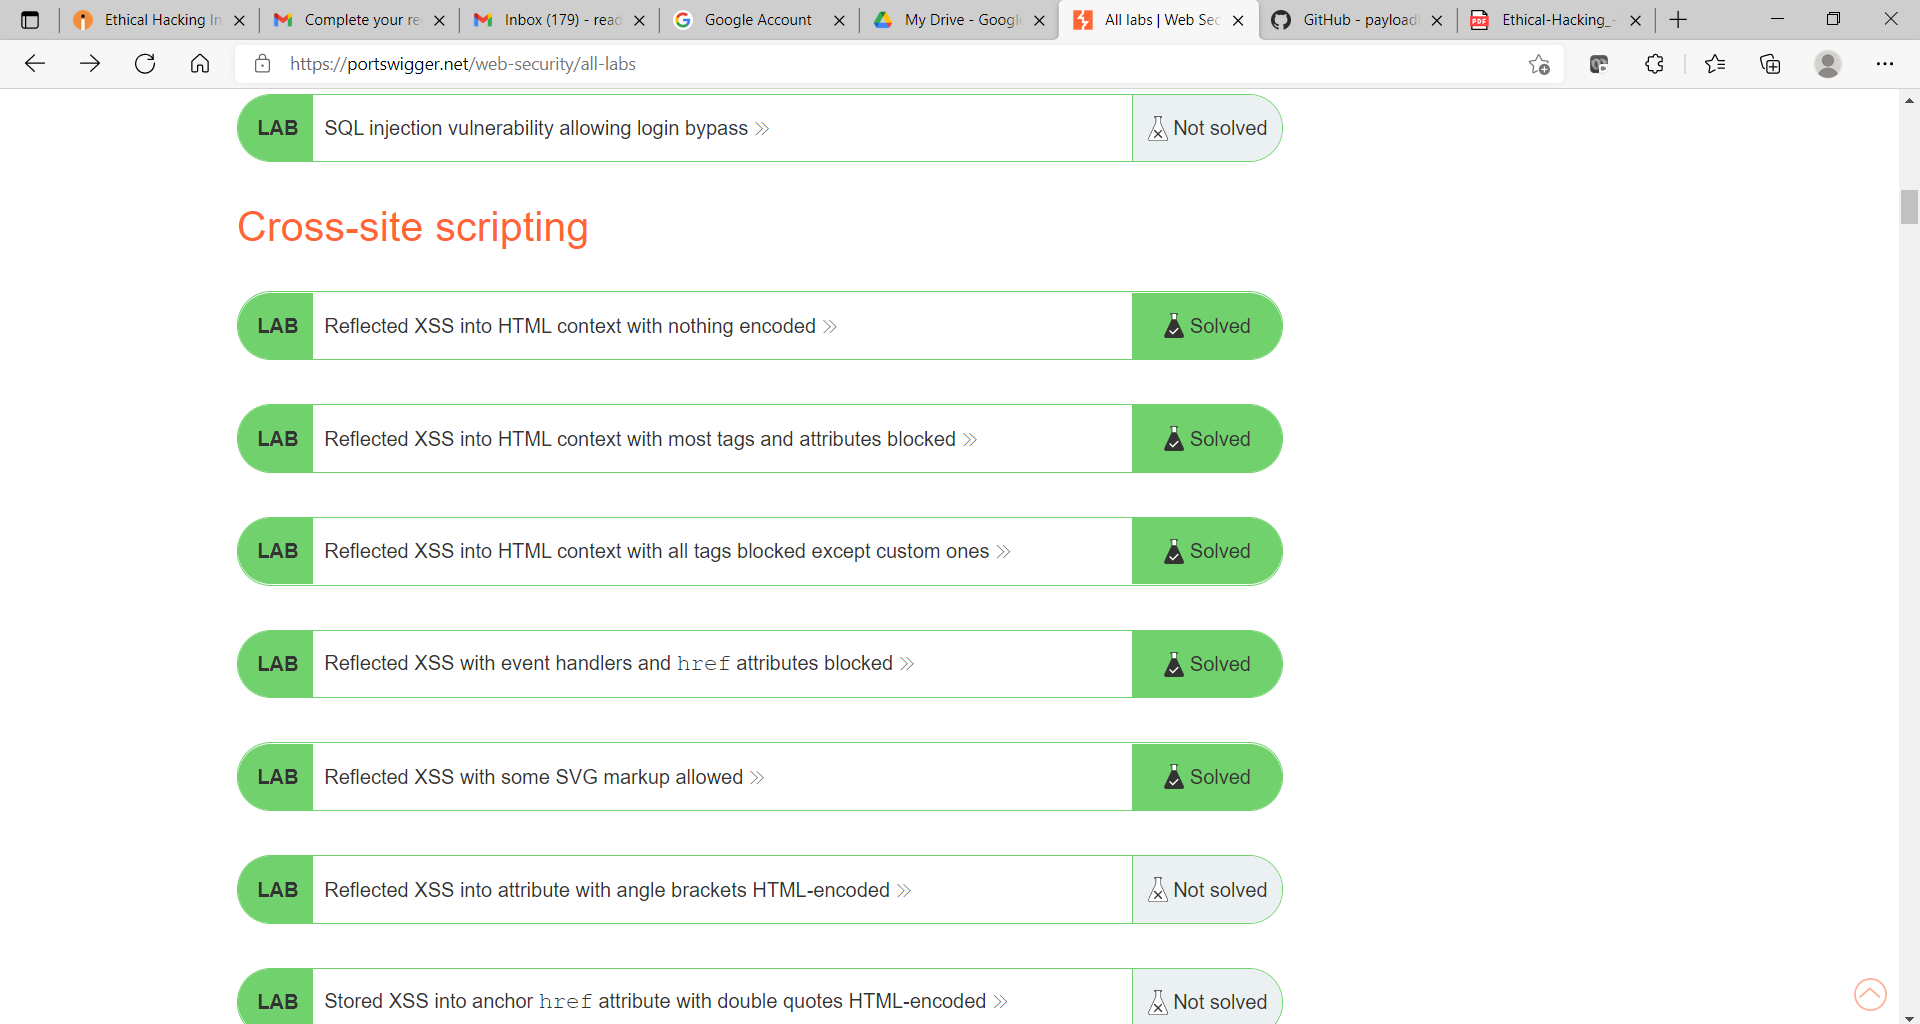 Ethical Hacking In
Complete your re
Inbox (179) - read
Google Account
My Drive - Google
All labs | Web Sec
GitHub - payload
PDF
Ethical-Hacking_-
https://portswigger.net/web-security/all-labs
LAB SQL injection vulnerability allowing login bypass Not solved
Cross-site scripting
LAB Reflected XSS into HTML context with nothing encoded Solved
LAB Reflected XSS into HTML context with most tags and attributes blocked Solved
LAB Reflected XSS into HTML context with all tags blocked except custom ones Solved
LAB Reflected XSS with event handlers and href attributes blocked Solved
LAB Reflected XSS with some SVG markup allowed Solved
LAB Reflected XSS into attribute with angle brackets HTML-encoded Not solved
LAB Stored XSS into anchor href attribute with double quotes HTML-encoded Not solved